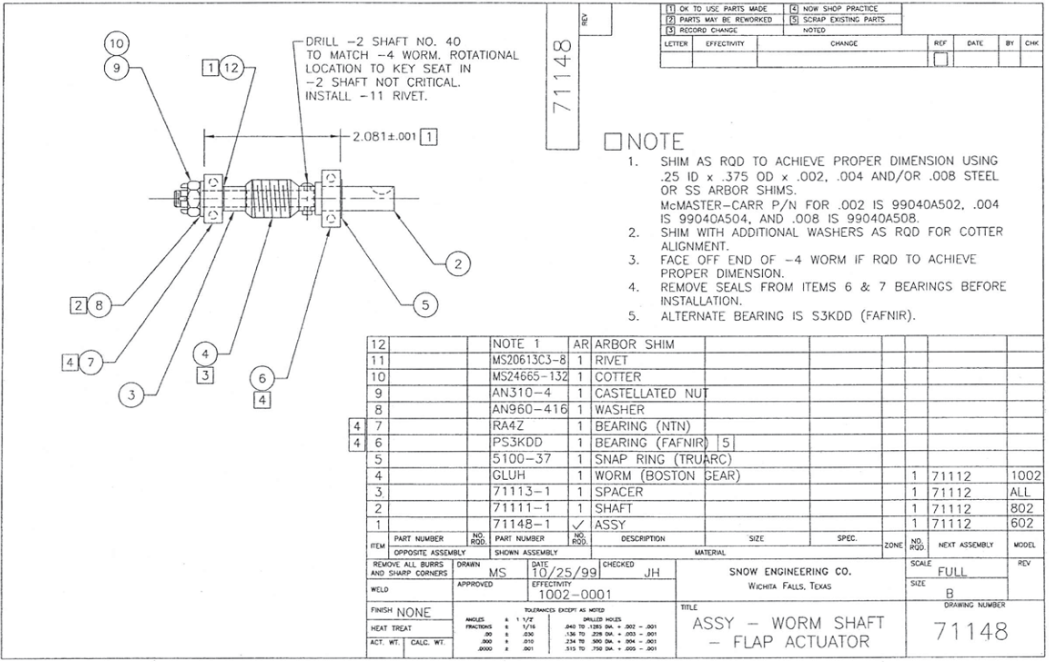 1 OK TO USE PARTS MADE
2 PARTS MAY BE REWORKED
3 RECORD CHANGE
4 NOW SHOP PRACTICE
5 SCRAP EXISTING PARTS
NOTED
LETTER EFFECTIVITY CHANGE REF DATE BY CHK
REV
71148
10
9
1 12
DRILL -2 SHAFT NO. 40
TO MATCH -4 WORM. ROTATIONAL
LOCATION TO KEY SEAT IN
-2 SHAFT NOT CRITICAL.
INSTALL -11 RIVET.
2.081±.001 1
2
2 8
5
4 7
4
3
6
4
3
NOTE
1. SHIM AS RQD TO ACHIEVE PROPER DIMENSION USING
.25 ID x .375 OD x .002, .004 AND/OR .008 STEEL
OR SS ARBOR SHIMS.
McMASTER-CARR P/N FOR .002 IS 99040A502, .004
IS 99040A504, AND .008 IS 99040A508.
2. SHIM WITH ADDITIONAL WASHERS AS RQD FOR COTTER
ALIGNMENT.
3. FACE OFF END OF -4 WORM IF RQD TO ACHIEVE
PROPER DIMENSION.
4. REMOVE SEALS FROM ITEMS 6 & 7 BEARINGS BEFORE
INSTALLATION.
5. ALTERNATE BEARING IS S3KDD (FAFNIR).
12 NOTE 1 AR ARBOR SHIM
11 MS20613C3-8 1 RIVET
10 MS24665-132 1 COTTER
9 AN310-4 1 CASTELLATED NUT
8 AN960-416 1 WASHER
4 7 RA4Z 1 BEARING (NTN)
4 6 PS3KDD 1 BEARING (FAFNIR) 5
5 5100-37 1 SNAP RING (TRUARC)
4 GLUH 1 WORM (BOSTON GEAR) 1 71112 1002
3 71113-1 1 SPACER 1 71112 ALL
2 71111-1 1 SHAFT 1 71112 802
1 71148-1 ✓ ASSY 1 71112 602
ITEM PART NUMBER NO. RQD. PART NUMBER NO. RQD. DESCRIPTION SIZE SPEC. ZONE NO. RQD. NEXT ASSEMBLY MODEL
OPPOSITE ASSEMBLY SHOWN ASSEMBLY MATERIAL
REMOVE ALL BURRS
AND SHARP CORNERS
DRAWN MS
DATE 10/25/99
CHECKED JH
WELD
APPROVED
EFFECTIVITY
1002-0001
SNOW ENGINEERING CO.
WICHITA FALLS, TEXAS
SCALE
FULL
REV
SIZE
B
FINISH NONE
HEAT TREAT
ACT. WT. CALC. WT.
TOLERANCES EXCEPT AS NOTED
ANGLES ± 1 1/2°
FRACTIONS ± 1/16
.00 ± .030
.000 ± .010
.0000 ± .001
DRILLED HOLES
.040 TO .1285 DIA. + .002 - .001
.136 TO .228 DIA. + .003 - .001
.234 TO .500 DIA. + .004 - .001
.515 TO .750 DIA. + .005 - .001
TITLE
ASSY - WORM SHAFT
- FLAP ACTUATOR
DRAWING NUMBER
71148